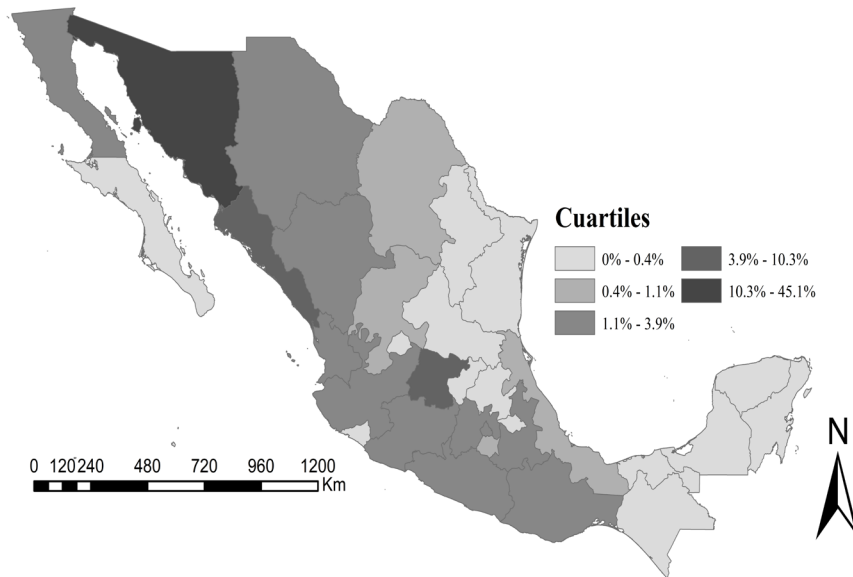 Cuartiles
0% - 0.4%
3.9% - 10.3%
0.4% - 1.1%
10.3% - 45.1%
1.1% - 3.9%
N
0 120 240 480 720 960 1200
Km